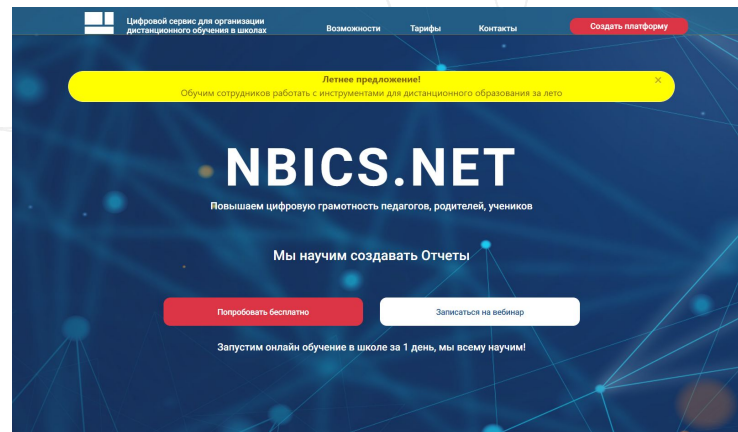 Цифровой сервис для организации
дистанционного обучения в школах
Возможности Тарифы Контакты Создать платформу
Летнее предложение! ×
Обучим сотрудников работать с инструментами для дистанционного образования за лето
NBICS.NET
Повышаем цифровую грамотность педагогов, родителей, учеников
Мы научим создавать Отчеты
Попробовать бесплатно Записаться на вебинар
Запустим онлайн обучение в школе за 1 день, мы всему научим!